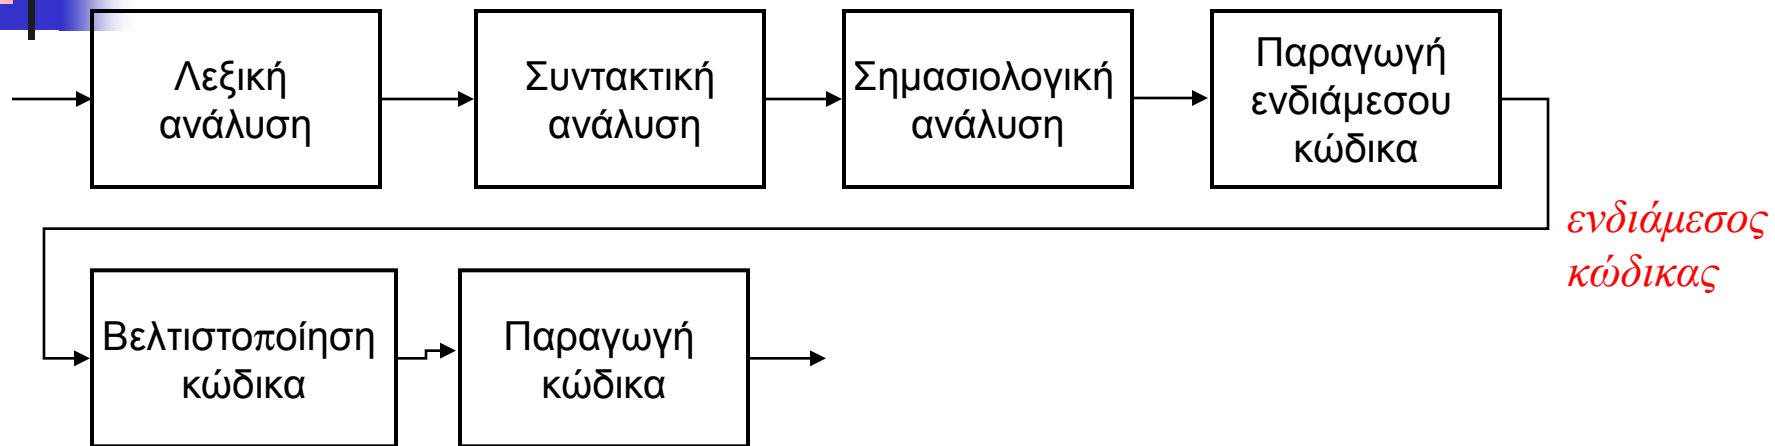 Λεξική
ανάλυση
Συντακτική
ανάλυση
Σημασιολογική
ανάλυση
Παραγωγή
ενδιάμεσου
κώδικα
ενδιάμεσος
κώδικας
Βελτιστοποίηση
κώδικα
Παραγωγή
κώδικα